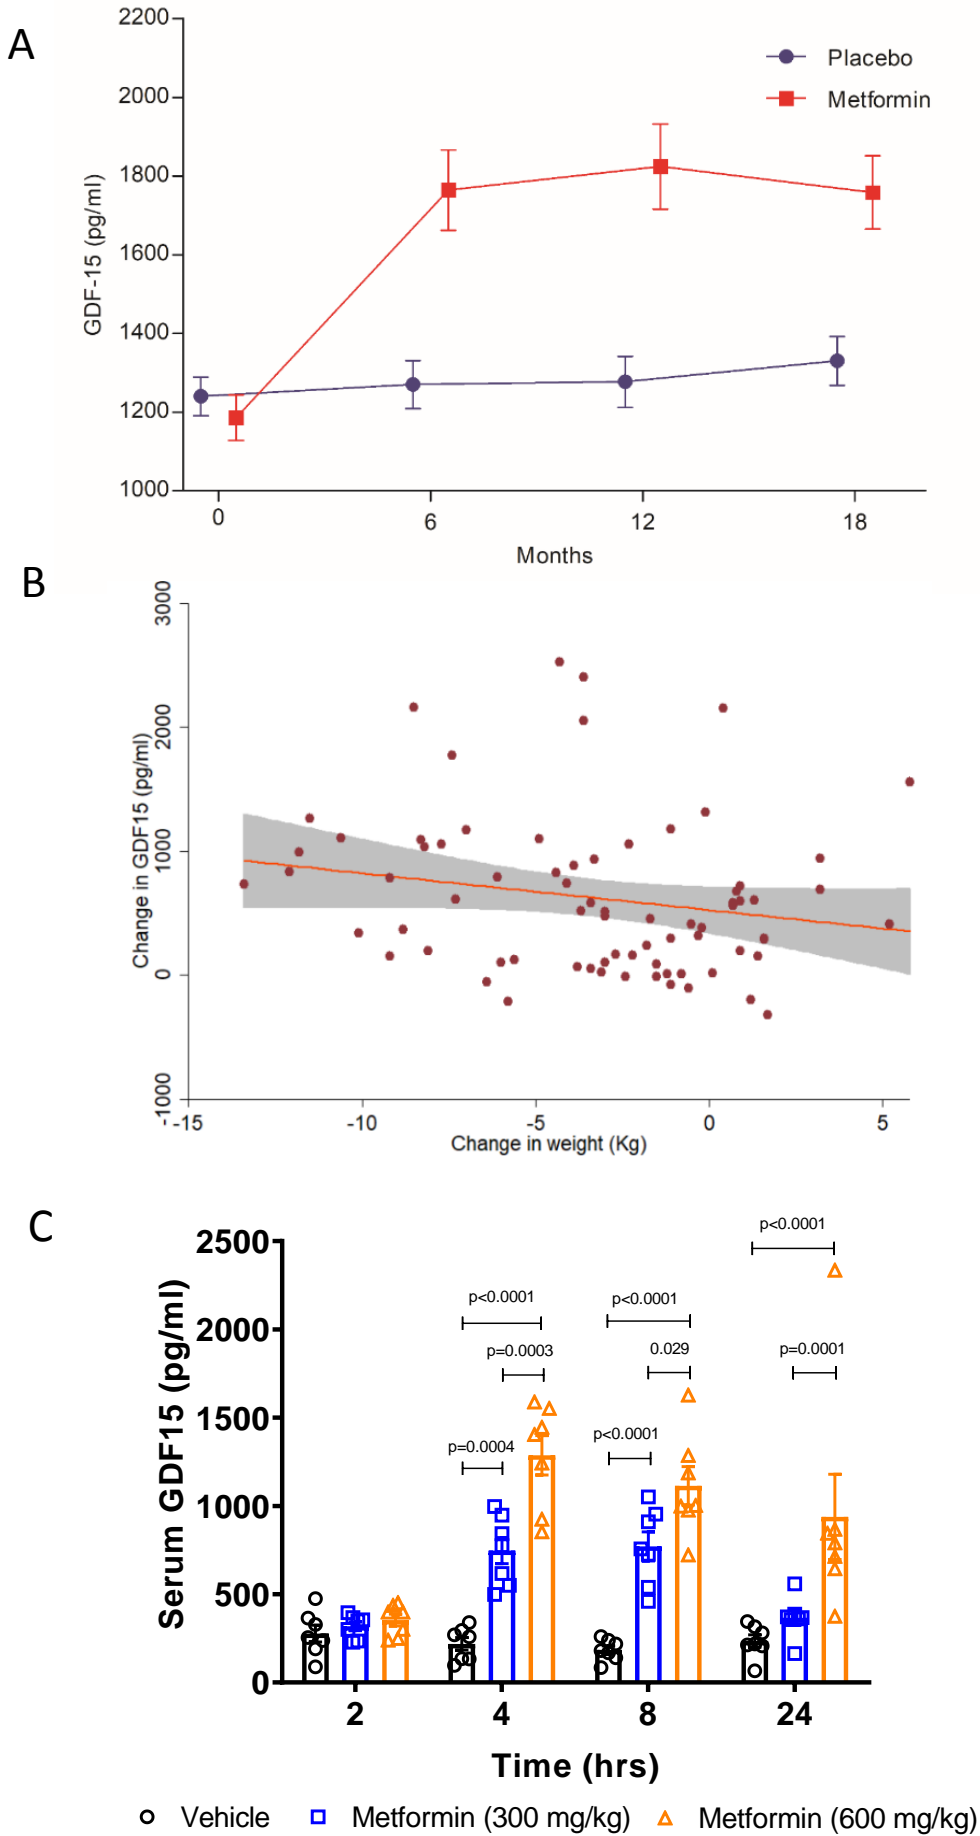 A
2200
2000
1800
1600
1400
1200
1000
GDF-15 (pg/ml)
Placebo
Metformin
0 6 12 18
Months
B
3000
2000
1000
0
-1000
Change in GDF15 (pg/ml)
-15 -10 -5 0 5
Change in weight (Kg)
C
2500
2000
1500
1000
500
0
Serum GDF15 (pg/ml)
p<0.0001
p<0.0001 p<0.0001
p=0.0003 0.029 p=0.0001
p=0.0004 p<0.0001
2 4 8 24
Time (hrs)
Vehicle Metformin (300 mg/kg) Metformin (600 mg/kg)